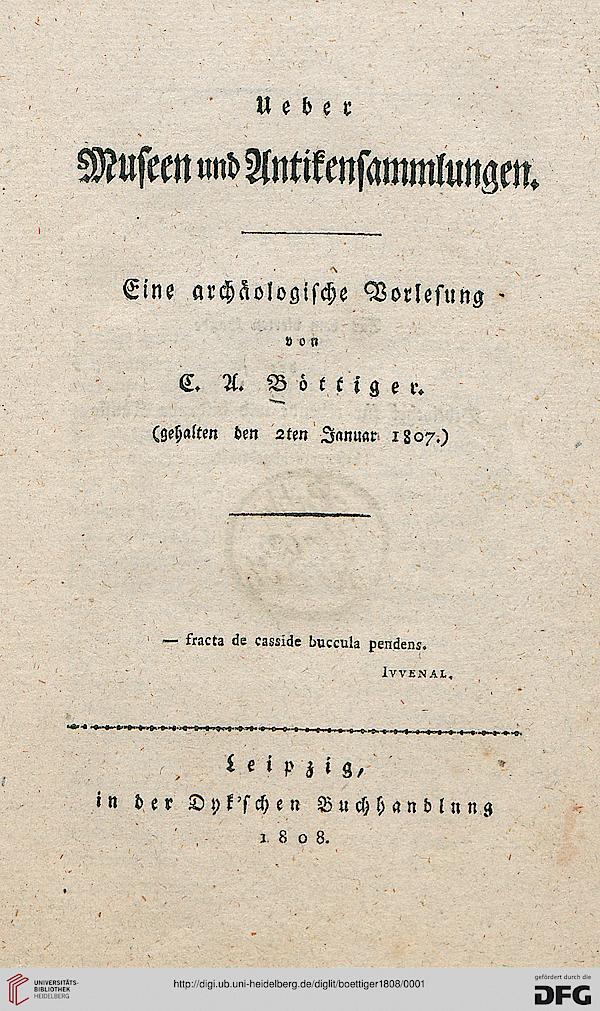 Ueber
Museen und Antikensammlungen.
Eine archäologische Vorlesung
von
C. A. Böttiger.
(gehalten den 2ten Januar 1807.)
— fracta de casside buccula pendens.
IVVENAL.
Leipzig,
in der Dyk'schen Buchhandlung
1808.
UNIVERSITÄTS-
BIBLIOTHEK
HEIDELBERG
http://digi.ub.uni-heidelberg.de/diglit/boettiger1808/0001
gefördert durch die
DFG